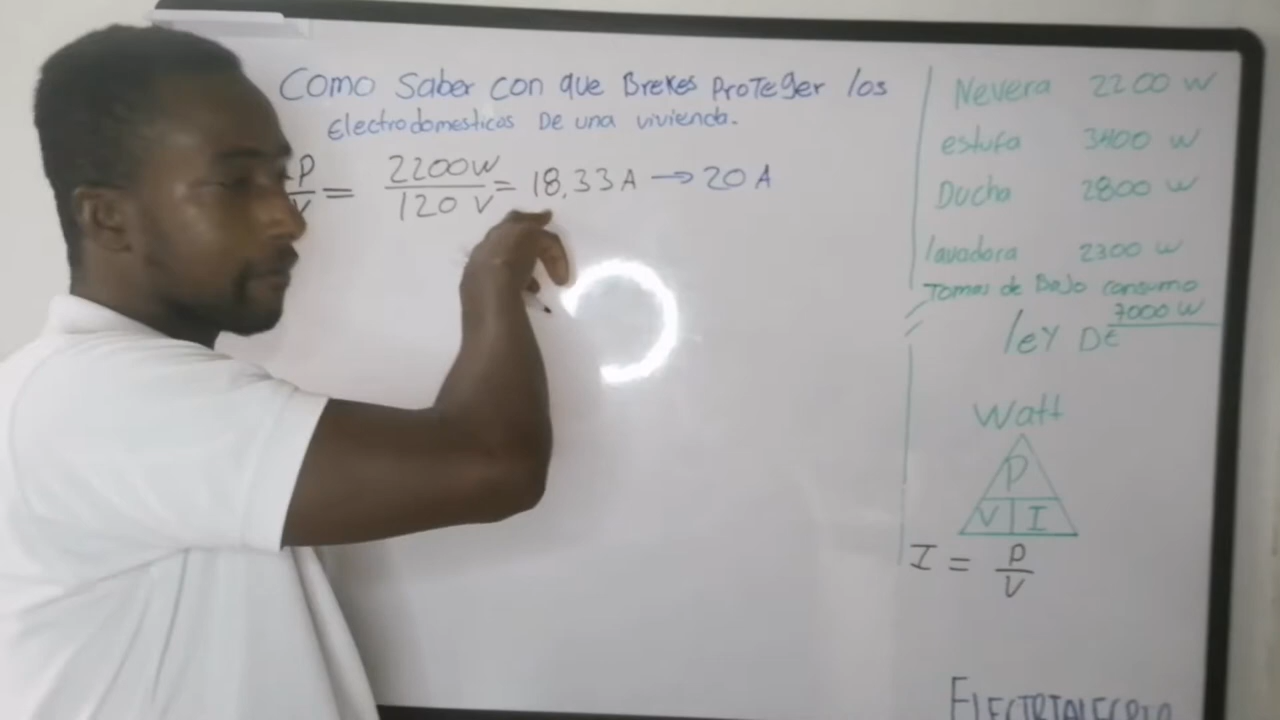 Como Saber con que Brekes Proteger los
Electrodomesticos De una vivienda.
P/V = 2200W/120 V = 18,33 A → 20 A
Nevera 2200 W
estufa 3400 W
Ducha 2800 W
lavadora 2300 W
Tomas de Bajo consumo
7000 W
ley De
Watt
P
V I
I = P/V